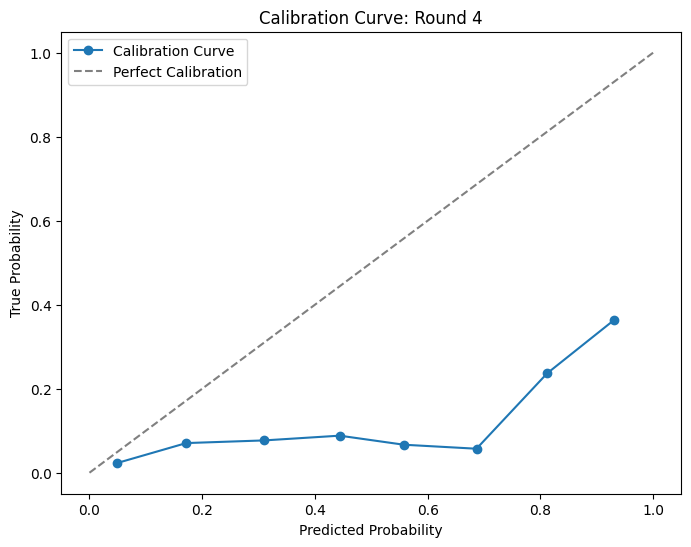 Calibration Curve: Round 4
Calibration Curve
Perfect Calibration
True Probability
1.0
0.8
0.6
0.4
0.2
0.0
0.0 0.2 0.4 0.6 0.8 1.0
Predicted Probability